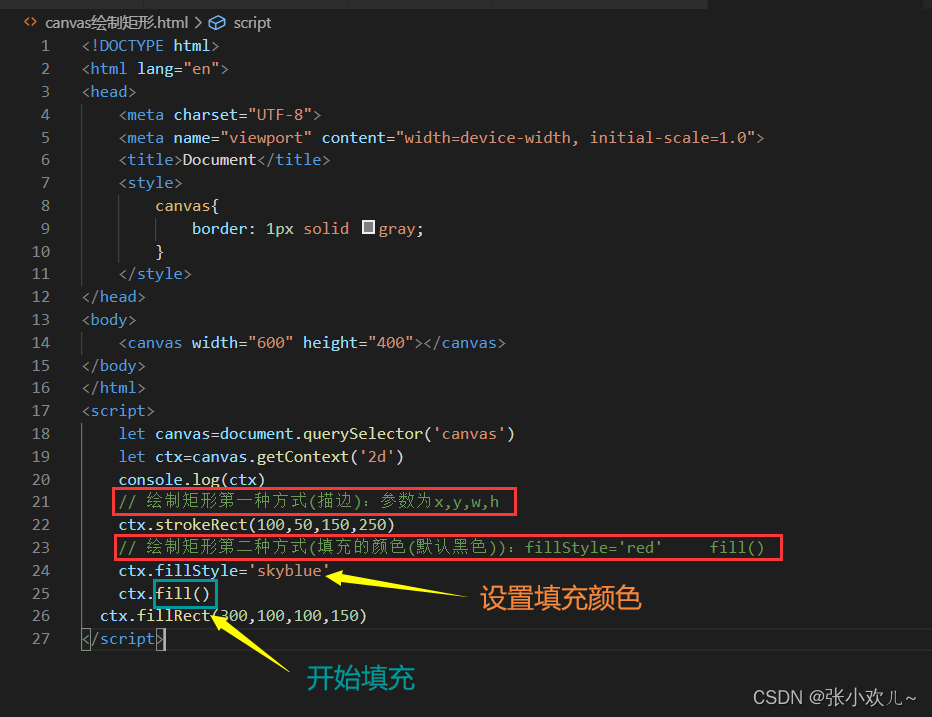 canvas绘制矩形.html > script
1 <!DOCTYPE html>
2 <html lang="en">
3 <head>
4 <meta charset="UTF-8">
5 <meta name="viewport" content="width=device-width, initial-scale=1.0">
6 <title>Document</title>
7 <style>
8 canvas{
9 border: 1px solid gray;
10 }
11 </style>
12 </head>
13 <body>
14 <canvas width="600" height="400"></canvas>
15 </body>
16 </html>
17 <script>
18 let canvas=document.querySelector('canvas')
19 let ctx=canvas.getContext('2d')
20 console.log(ctx)
21 // 绘制矩形第一种方式(描边)：参数为x,y,w,h
22 ctx.strokeRect(100,50,150,250)
23 // 绘制矩形第二种方式(填充的颜色(默认黑色))：fillStyle='red' fill()
24 ctx.fillStyle='skyblue'
设置填充颜色
25 ctx.fill()
26 ctx.fillRect(300,100,100,150)
27 </script>
开始填充
CSDN @张小欢ㄦ~